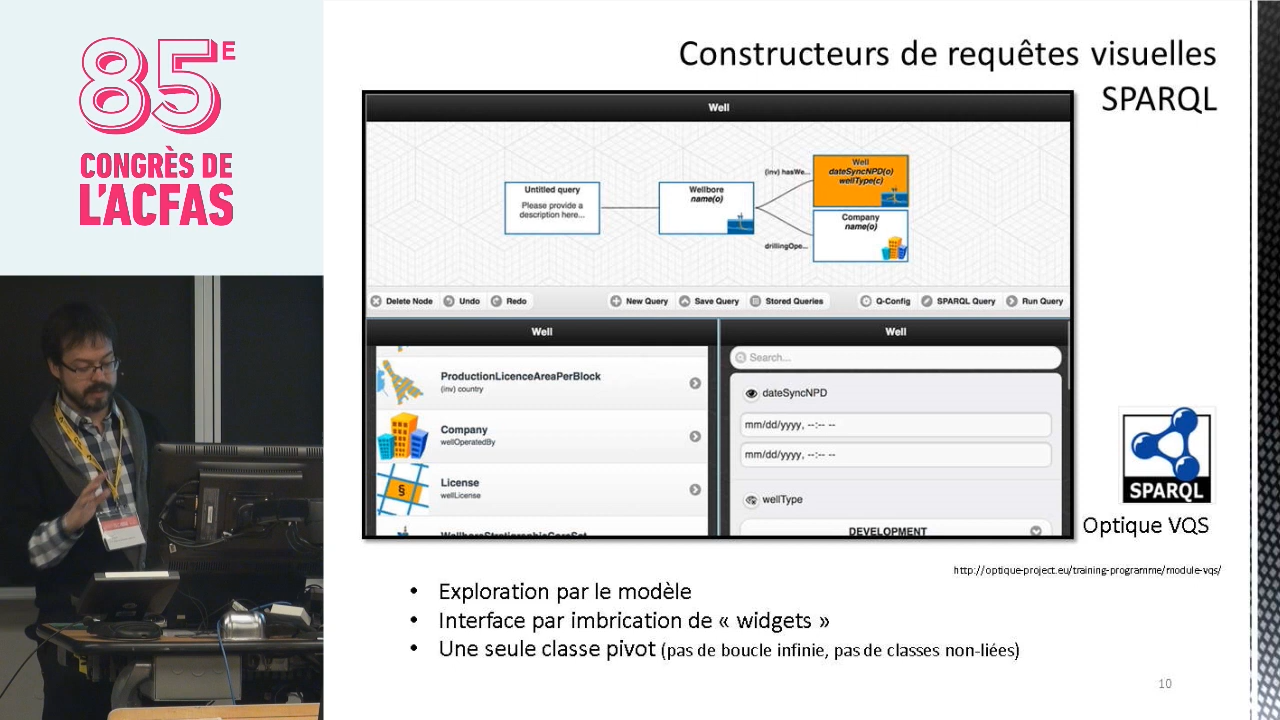 85E
CONGRÈS DE
L'ACFAS
Constructeurs de requêtes visuelles
SPARQL
Well
Untitled query
Please provide a
description here...
Wellbore
name(o)
(inv) hasWe...
drillingOpe...
Well
dateSyncNPD(o)
wellType(c)
Company
name(o)
Delete Node
Undo
Redo
New Query
Save Query
Stored Queries
Q-Config
SPARQL Query
Run Query
Well
ProductionLicenceAreaPerBlock
(inv) country
Company
wellOperatedBy
§
License
wellLicense
WellboreStratigraphicCoreSet
Well
Search...
dateSyncNPD
mm/dd/yyyy, --:-- --
mm/dd/yyyy, --:-- --
wellType
DEVELOPMENT
SPARQL
Optique VQS
http://optique-project.eu/training-programme/module-vqs/
• Exploration par le modèle
• Interface par imbrication de « widgets »
• Une seule classe pivot (pas de boucle infinie, pas de classes non-liées)
10